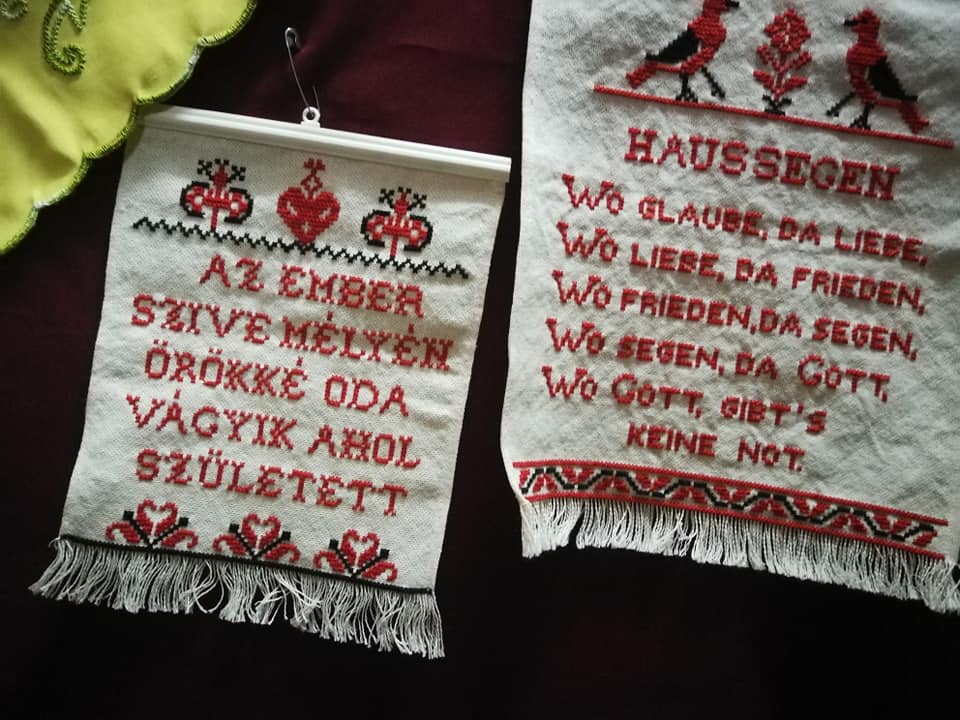 AZ EMBER
SZIVE MÉLYÉN
ÖRÖKKÉ ODA
VÁGYIK AHOL
SZÜLETETT
HAUSSEGEN
WO GLAUBE, DA LIEBE,
WO LIEBE, DA FRIEDEN,
WO FRIEDEN, DA SEGEN,
WO SEGEN, DA GOTT,
WO GOTT, GIBT'S
KEINE NOT.